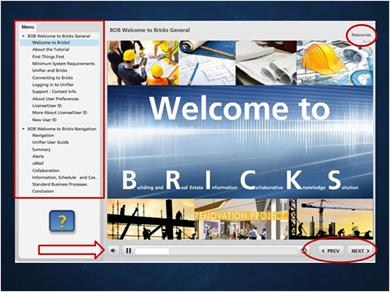 Menu
BOB Welcome to Bricks General
Welcome to Bricks!
About the Tutorial
First Things First
Minimum System Requirements
Unifier and Bricks
Connecting to Bricks
Logging In to Unifier
Support - Contact Info
About User Preferences
License/User ID
More About License/User ID
New User ID
BOB Welcome to Bricks Navigation
Navigation
Unifier User Guide
Summary
Alerts
uMail
Collaboration
Information, Schedule and Cos...
Standard Business Processes
Conclusion
?
BOB Welcome to Bricks General
Resources
Welcome to
B.R.I.C.K.S
Building and Real Estate Information Collaborative Knowledge Solution
RENOVATION PROJECT
< PREV
NEXT >